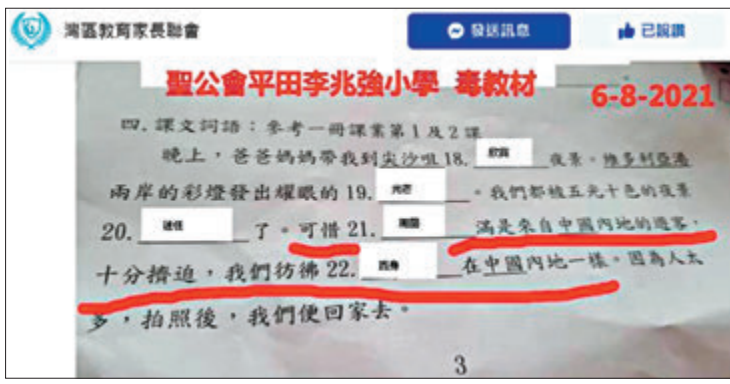 灣區教育家長聯會 發送訊息 已說讚
聖公會平田李兆強小學 毒教材 6-8-2021
四. 課文詞語：參考一冊課業第1及2課
晚上，爸爸媽媽帶我到尖沙咀18. 欣賞 夜景。維多利亞港
兩岸的彩燈發出耀眼的19. 光芒 。我們都被五光十色的夜景
20. 了。可惜21. 周圍 滿是來自中國內地的遊客，
十分擠迫，我們彷彿22. 在中國內地一樣。因為人太
多，拍照後，我們便回家去。
3